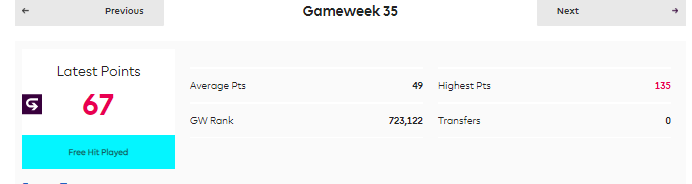 ← Previous
Gameweek 35
Next →
Latest Points
67
Free Hit Played
Average Pts 49
Highest Pts 135
GW Rank 723,122
Transfers 0